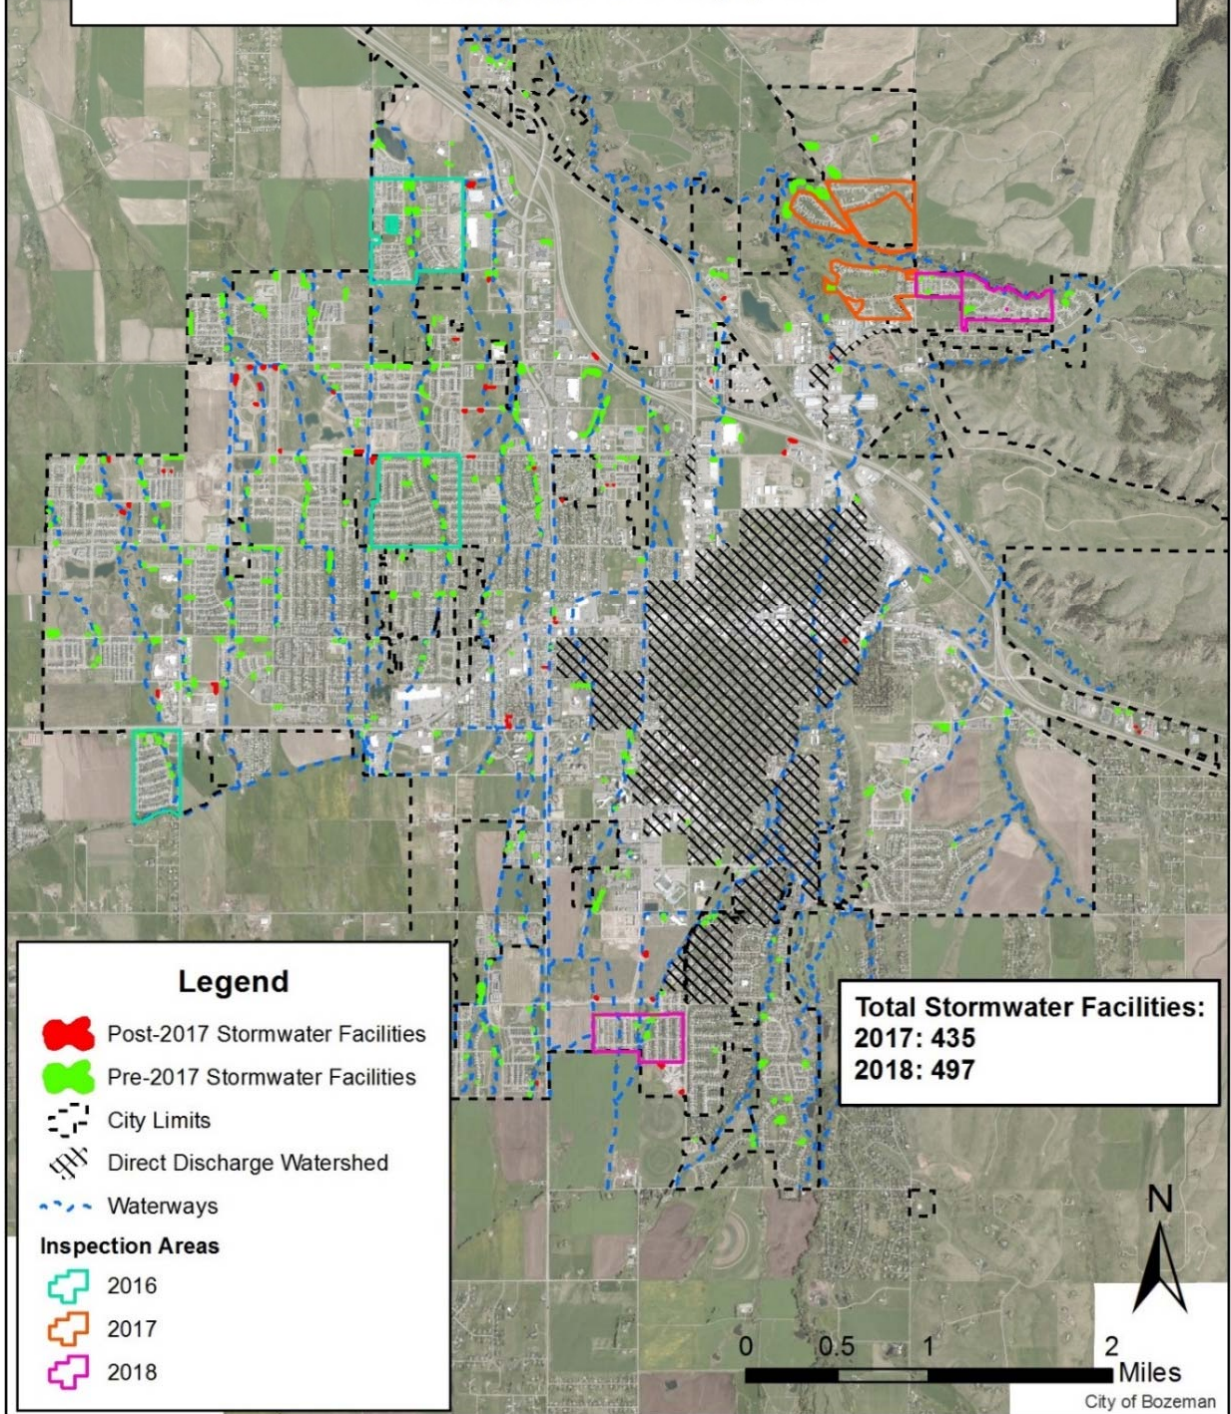 Legend
Post-2017 Stormwater Facilities
Pre-2017 Stormwater Facilities
City Limits
Direct Discharge Watershed
Waterways
Inspection Areas
2016
2017
2018
Total Stormwater Facilities:
2017: 435
2018: 497
N
0 0.5 1 2
Miles
City of Bozeman